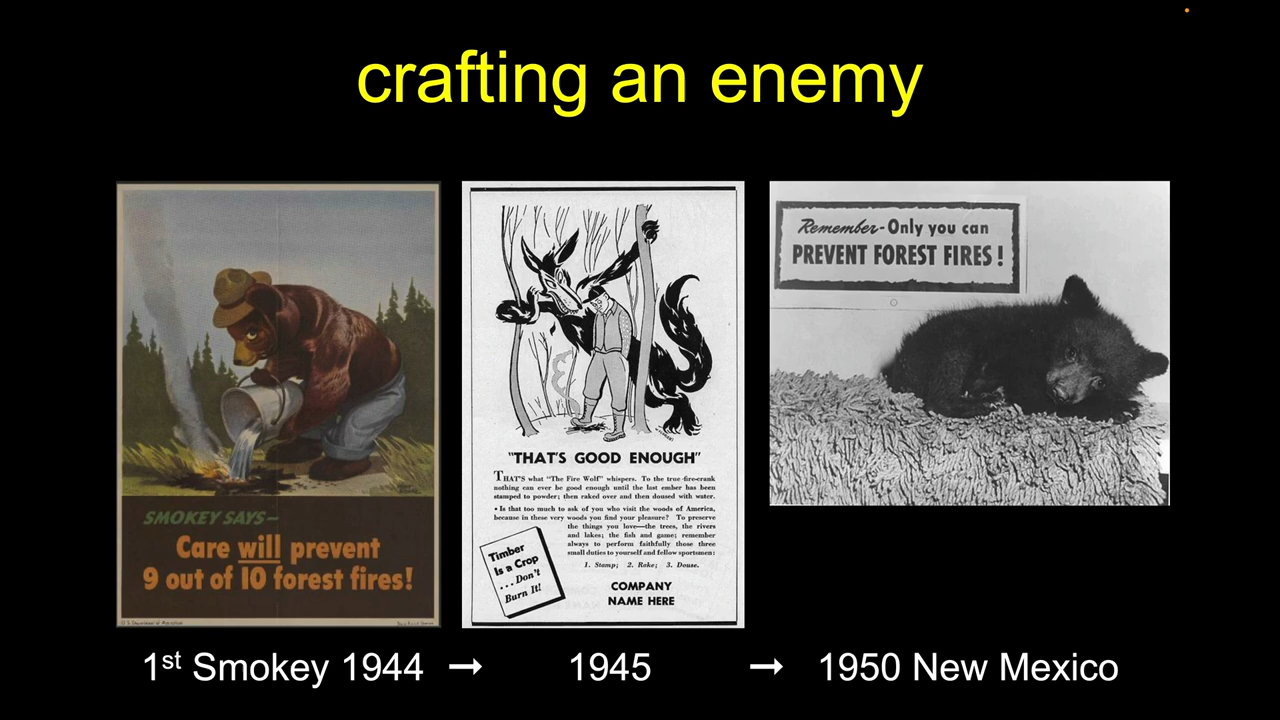 crafting an enemy
SMOKEY SAYS–
Care will prevent
9 out of 10 forest fires!
U.S. Department of Agriculture
"THAT'S GOOD ENOUGH"
THAT'S what "The Fire Wolf" whispers. To the true fire-crank
nothing can ever be good enough until the last ember has been
stamped to powder; then raked over and then doused with water.
• Is that too much to ask of you who visit the woods of America,
because in these very woods you find your pleasure? To preserve
the things you love—the trees, the rivers
and lakes; the fish and game; remember
always to perform faithfully those three
small duties to yourself and fellow sportsmen:
1. Stamp; 2. Rake; 3. Douse.
Timber
Is a Crop
...Don't
Burn It!
COMPANY
NAME HERE
Remember- Only you can
PREVENT FOREST FIRES!
1st Smokey 1944 → 1945 → 1950 New Mexico